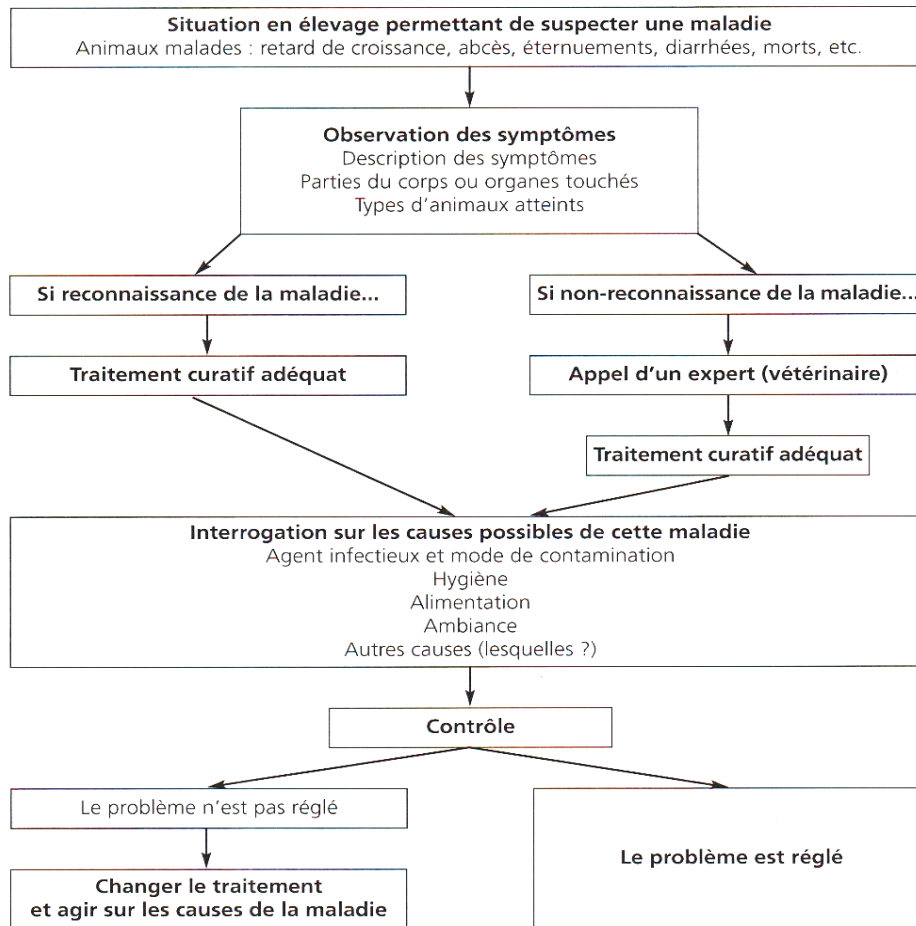 Situation en élevage permettant de suspecter une maladie
Animaux malades : retard de croissance, abcès, éternuements, diarrhées, morts, etc.
Observation des symptômes
Description des symptômes
Parties du corps ou organes touchés
Types d'animaux atteints
Si reconnaissance de la maladie...
Si non-reconnaissance de la maladie...
Traitement curatif adéquat
Appel d'un expert (vétérinaire)
Traitement curatif adéquat
Interrogation sur les causes possibles de cette maladie
Agent infectieux et mode de contamination
Hygiène
Alimentation
Ambiance
Autres causes (lesquelles ?)
Contrôle
Le problème n'est pas réglé
Le problème est réglé
Changer le traitement
et agir sur les causes de la maladie